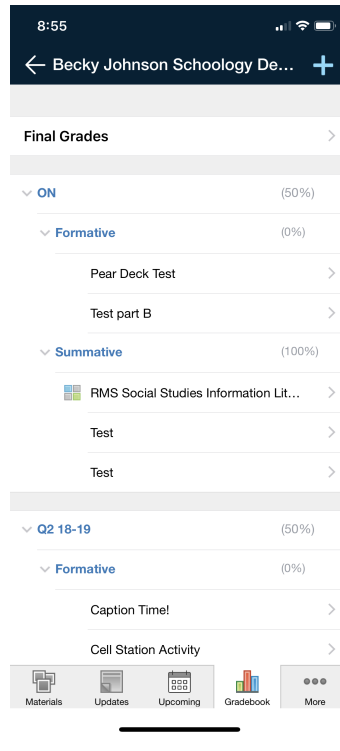 8:55
Becky Johnson Schoology De...
Final Grades
ON (50%)
Formative (0%)
Pear Deck Test
Test part B
Summative (100%)
RMS Social Studies Information Lit...
Test
Test
Q2 18-19 (50%)
Formative (0%)
Caption Time!
Cell Station Activity
Materials Updates Upcoming Gradebook More